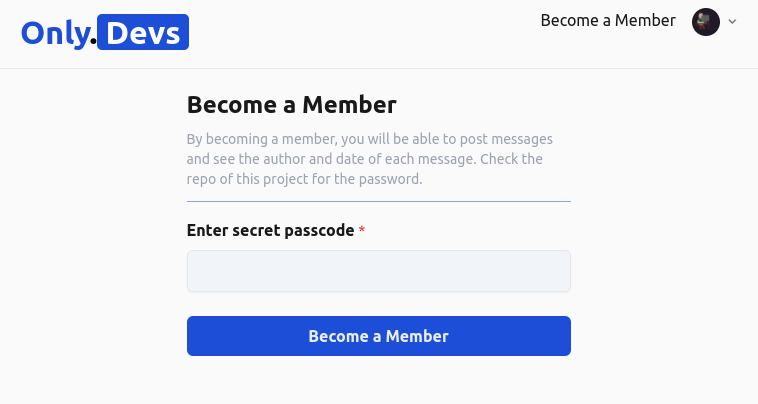 Only.Devs
Become a Member
Become a Member
By becoming a member, you will be able to post messages
and see the author and date of each message. Check the
repo of this project for the password.
Enter secret passcode *
Become a Member